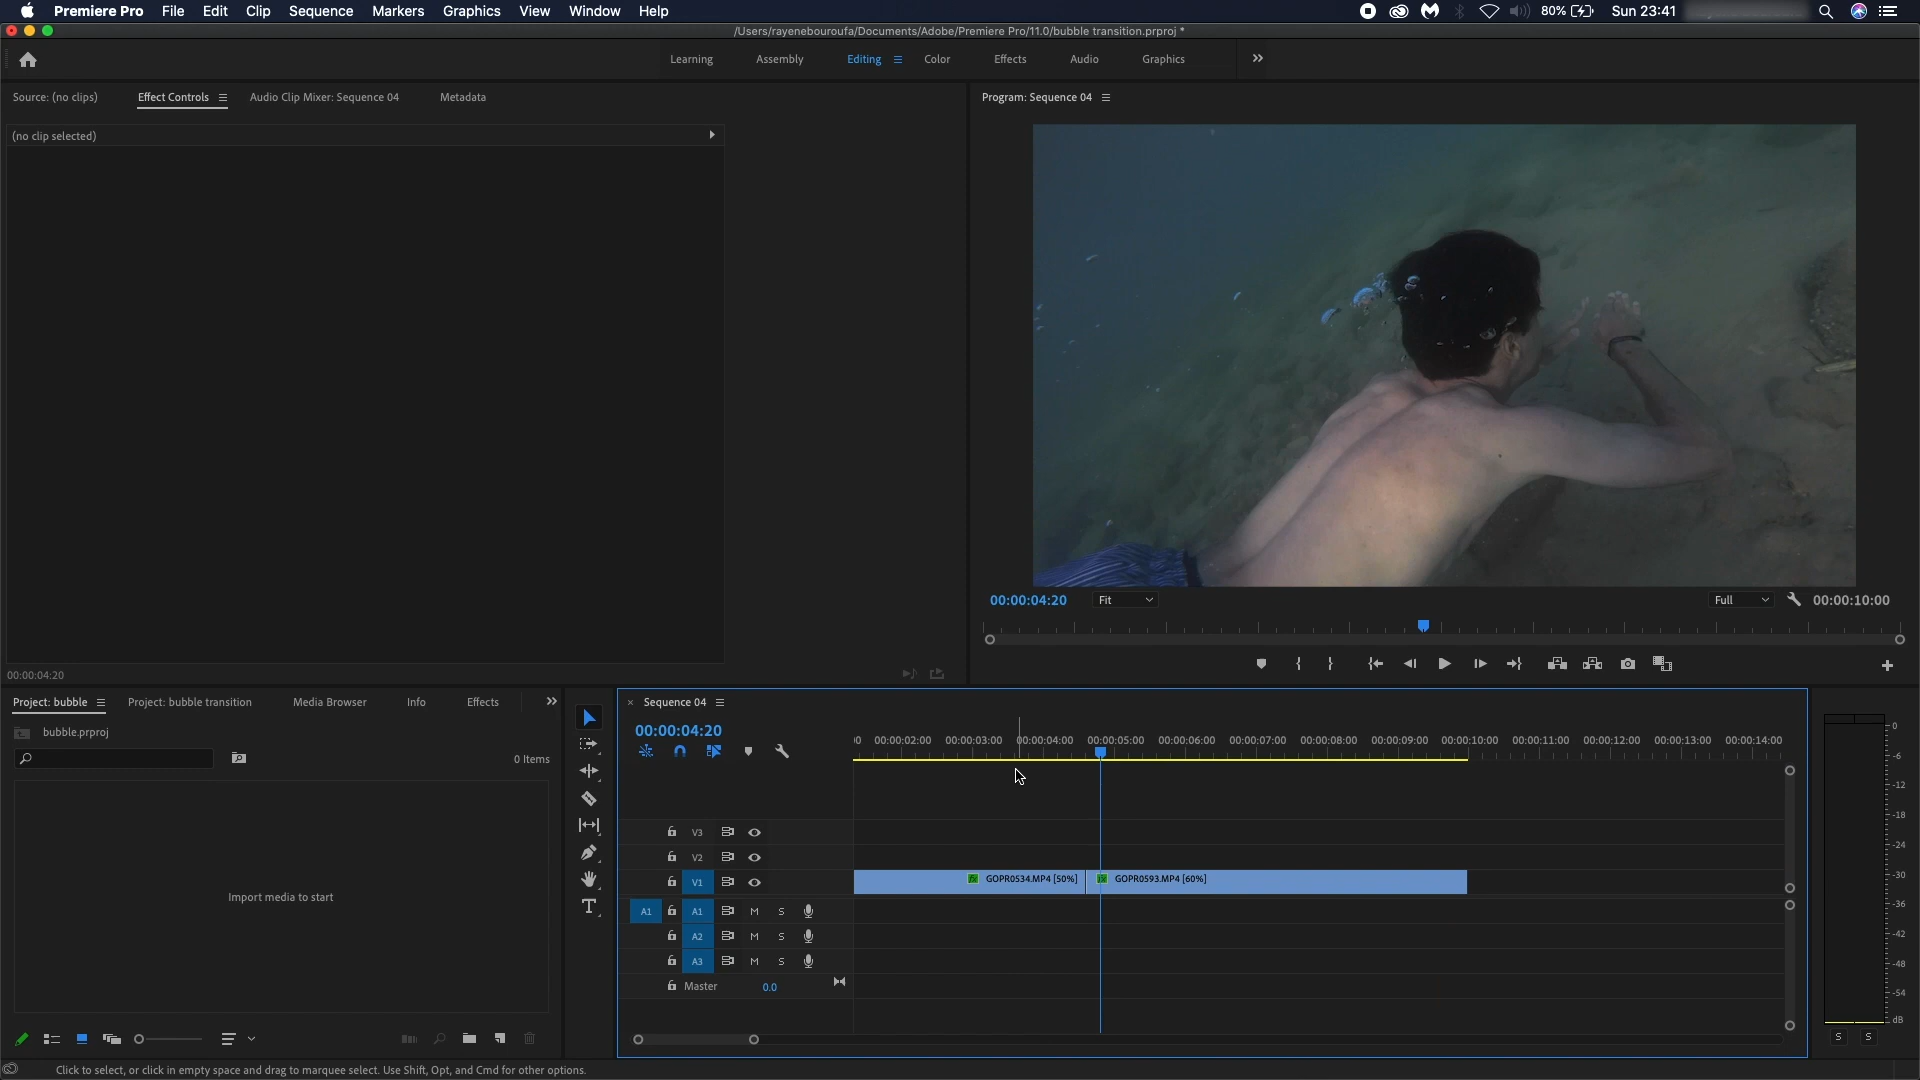 Premiere Pro File Edit Clip Sequence Markers Graphics View Window Help 80% Sun 23:41
/Users/rayenebouroufa/Documents/Adobe/Premiere Pro/11.0/bubble transition.prproj *
Learning Assembly Editing Color Effects Audio Graphics
Source: (no clips) Effect Controls Audio Clip Mixer: Sequence 04 Metadata
Program: Sequence 04
(no clip selected)
00:00:04:20 Fit Full 00:00:10:00
00:00:04:20
Project: bubble Project: bubble transition Media Browser Info Effects
Sequence 04
bubble.prproj
00:00:04:20
00:00:02:00 00:00:03:00 00:00:04:00 00:00:05:00 00:00:06:00 00:00:07:00 00:00:08:00 00:00:09:00 00:00:10:00 00:00:11:00 00:00:12:00 00:00:13:00 00:00:14:00
0 Items
V3
V2
V1 GOPR0534.MP4 [50%] GOPR0593.MP4 [60%]
Import media to start
A1 A1 M S
A2 M S
A3 M S
Master 0.0
0
-6
-12
-18
-24
-30
-36
-42
-48
-54
dB
S S
Click to select, or click in empty space and drag to marquee select. Use Shift, Opt, and Cmd for other options.